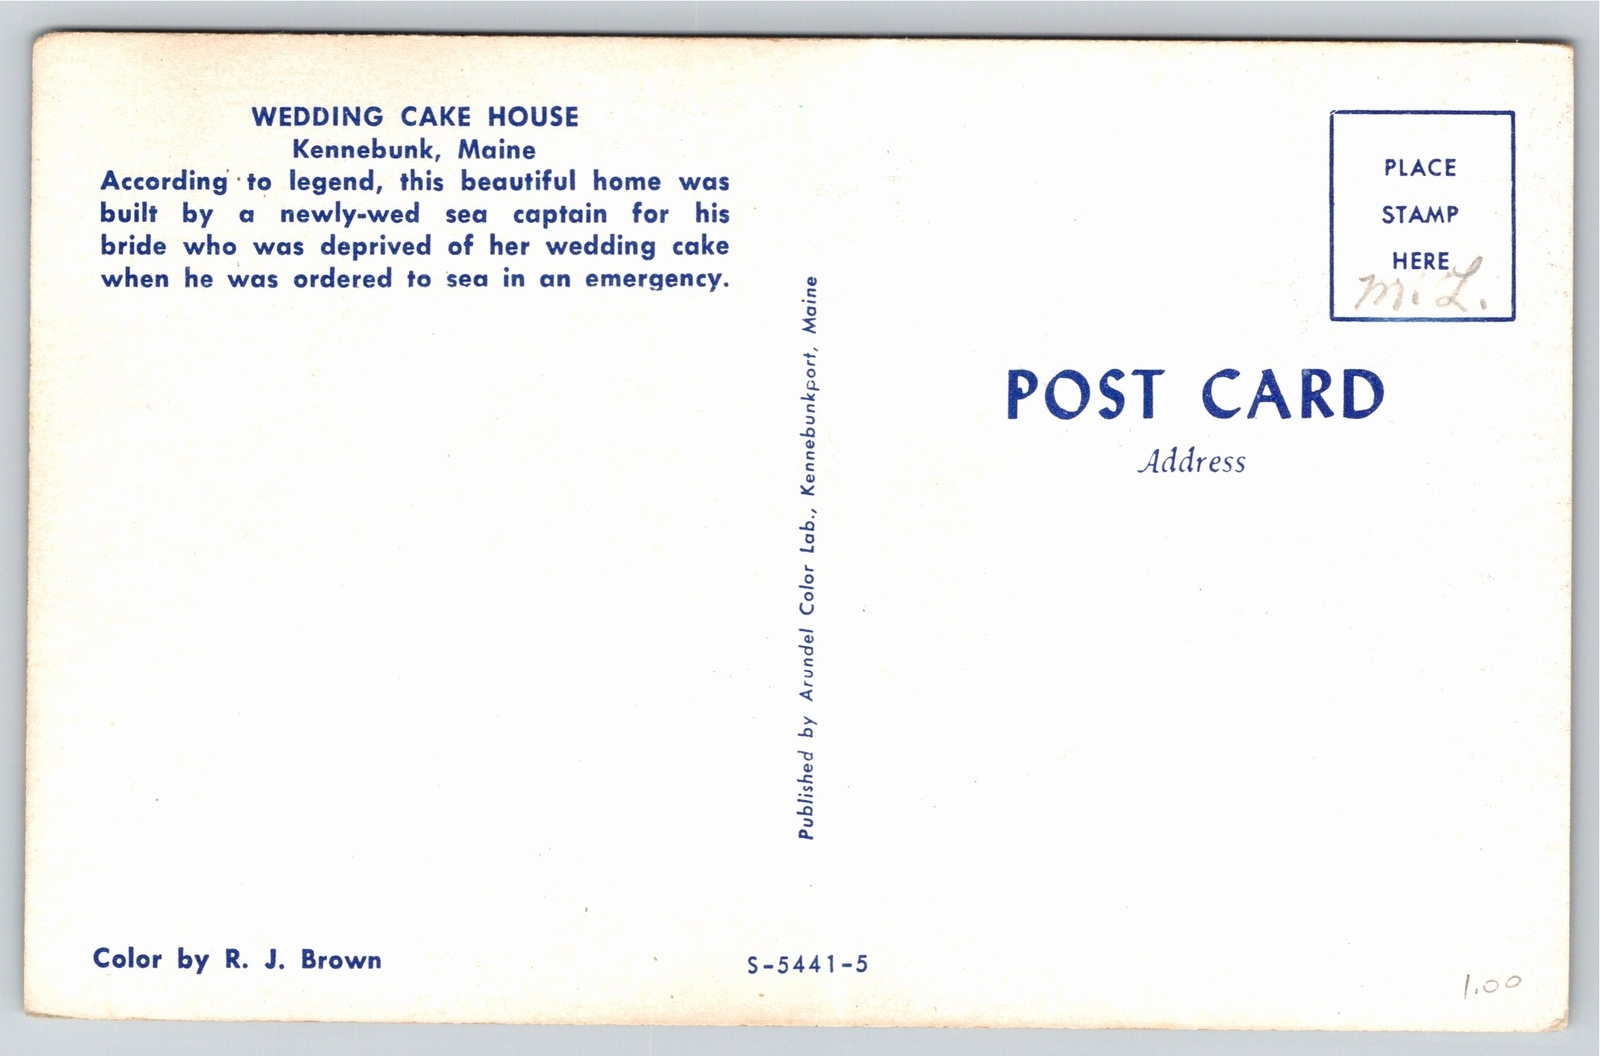 WEDDING CAKE HOUSE
Kennebunk, Maine
According to legend, this beautiful home was
built by a newly-wed sea captain for his
bride who was deprived of her wedding cake
when he was ordered to sea in an emergency.
Color by R. J. Brown
Published by Arundel Color Lab., Kennebunkport, Maine
S-5441-5
PLACE
STAMP
HERE
M.L.
POST CARD
Address
1.00